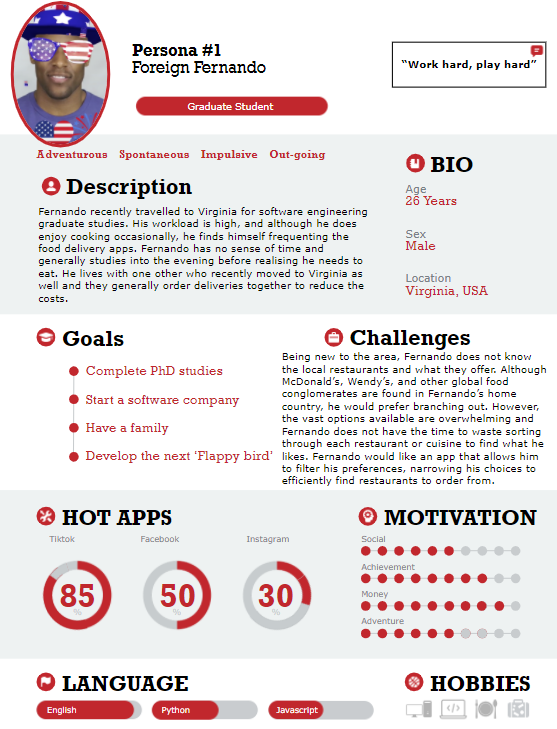 Persona #1
Foreign Fernando
"Work hard, play hard"
Graduate Student
Adventurous Spontaneous Impulsive Out-going
BIO
Description
Age
26 Years
Fernando recently travelled to Virginia for software engineering
graduate studies. His workload is high, and although he does
enjoy cooking occasionally, he finds himself frequenting the
food delivery apps. Fernando has no sense of time and
generally studies into the evening before realising he needs to
eat. He lives with one other who recently moved to Virginia as
well and they generally order deliveries together to reduce the
costs.
Sex
Male
Location
Virginia, USA
Goals
Complete PhD studies
Start a software company
Have a family
Develop the next 'Flappy bird'
Challenges
Being new to the area, Fernando does not know
the local restaurants and what they offer. Although
McDonald's, Wendy's, and other global food
conglomerates are found in Fernando's home
country, he would prefer branching out. However,
the vast options available are overwhelming and
Fernando does not have the time to waste sorting
through each restaurant or cuisine to find what he
likes. Fernando would like an app that allows him
to filter his preferences, narrowing his choices to
efficiently find restaurants to order from.
HOT APPS
Tiktok Facebook Instagram
85 50 30
% % %
MOTIVATION
Social
Achievement
Money
Adventure
LANGUAGE
English Python Javascript
HOBBIES